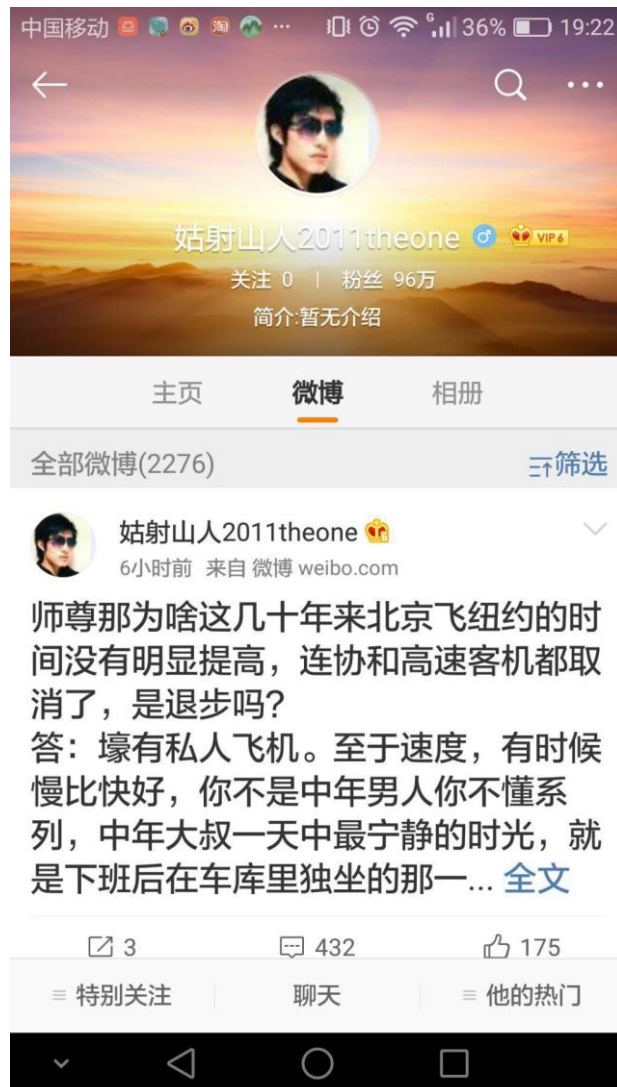 中国移动 ... G 36% 19:22
姑射山人2011theone VIP 6
关注 0 | 粉丝 96万
简介:暂无介绍
主页 微博 相册
全部微博(2276) 筛选
姑射山人2011theone
6小时前 来自 微博 weibo.com
师尊那为啥这几十年来北京飞纽约的时
间没有明显提高，连协和高速客机都取
消了，是退步吗?
答：壕有私人飞机。至于速度，有时候
慢比快好，你不是中年男人你不懂系
列，中年大叔一天中最宁静的时光，就
是下班后在车库里独坐的那一... 全文
3 432 175
特别关注 聊天 他的热门